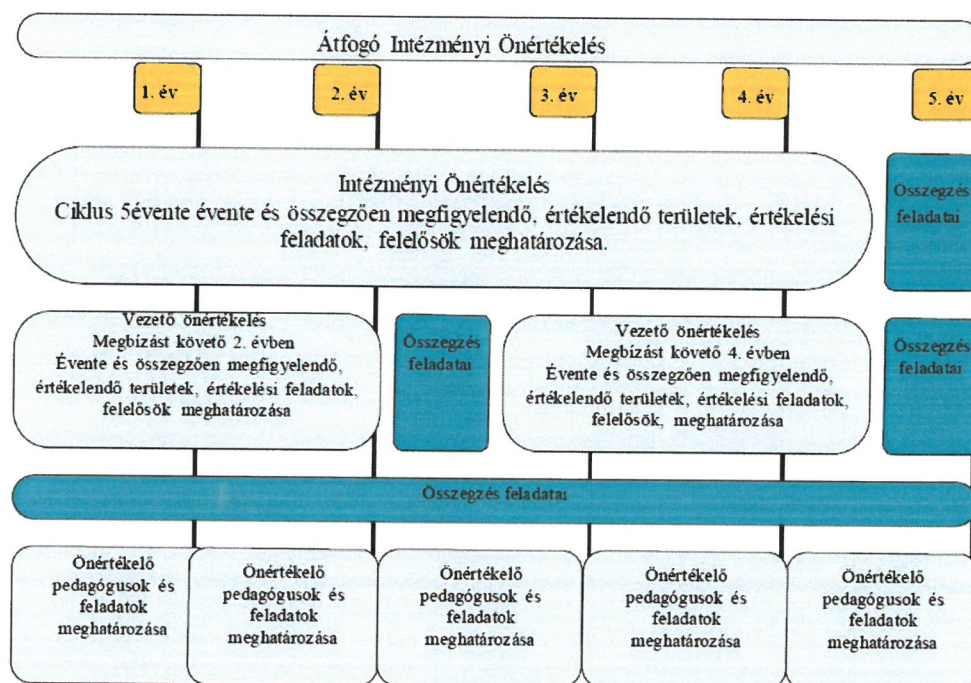 Átfogó Intézményi Önértékelés
1. év
2. év
3. év
4. év
5. év
Intézményi Önértékelés
Ciklus 5évente évente és összegzően megfigyelendő, értékelendő területek, értékelési
feladatok, felelősök meghatározása.
Összegzés
feladatai
Vezető önértékelés
Megbízást követő 2. évben
Évente és összegzően megfigyelendő,
értékelendő területek, értékelési feladatok,
felelősök meghatározása
Összegzés
feladatai
Vezető önértékelés
Megbízást követő 4. évben
Évente és összegzően megfigyelendő,
értékelendő területek, értékelési feladatok,
felelősök, meghatározása
Összegzés
feladatai
Összegzés feladatai
Önértékelő
pedagógusok és
feladatok
meghatározása
Önértékelő
pedagógusok és
feladatok
meghatározása
Önértékelő
pedagógusok és
feladatok
meghatározása
Önértékelő
pedagógusok és
feladatok
meghatározása
Önértékelő
pedagógusok és
feladatok
meghatározása